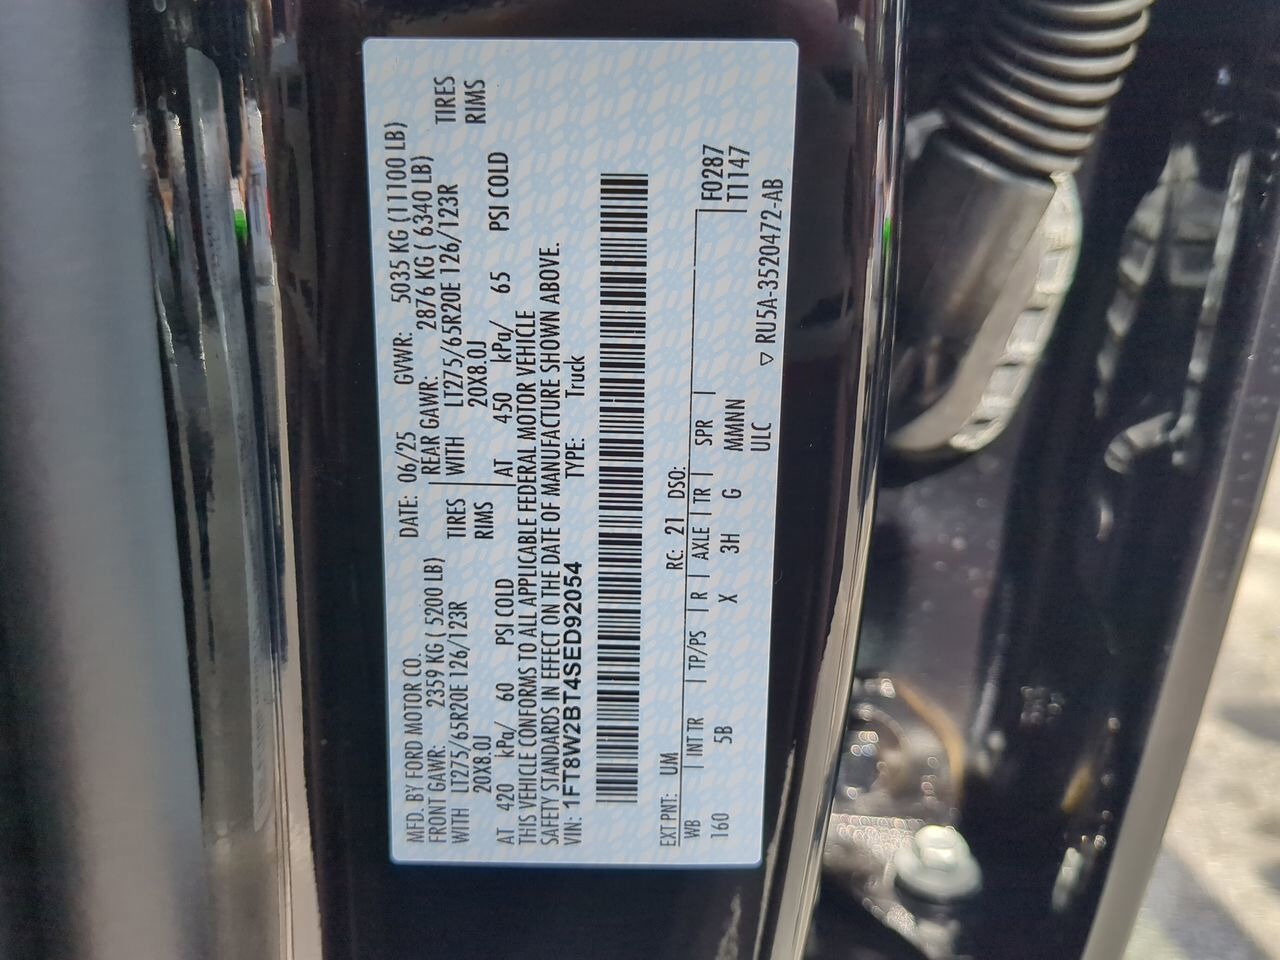 MFD. BY FORD MOTOR CO. DATE: 06/25 GVWR: 5035 KG (11100 LB)
FRONT GAWR: 2359 KG ( 5200 LB) REAR GAWR: 2876 KG ( 6340 LB)
WITH LT275/65R20E 126/123R TIRES WITH LT275/65R20E 126/123R TIRES
20X8.0J RIMS 20X8.0J RIMS
AT 420 kPa/ 60 PSI COLD AT 450 kPa/ 65 PSI COLD
THIS VEHICLE CONFORMS TO ALL APPLICABLE FEDERAL MOTOR VEHICLE
SAFETY STANDARDS IN EFFECT ON THE DATE OF MANUFACTURE SHOWN ABOVE.
VIN: 1FT8W2BT4SED92054 TYPE: Truck
EXT PNT: UM RC: 21 DSO:
WB INT TR TP/PS R AXLE TR SPR F0287
160 5B X 3H G MMMNN T1147
ULC
▽ RU5A-3520472-AB